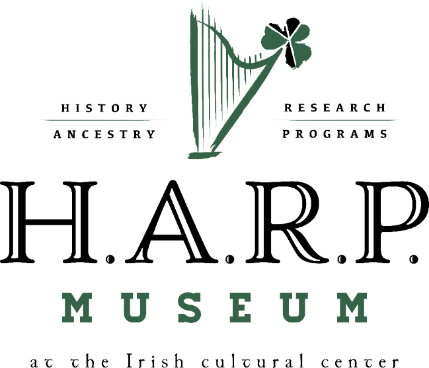 HISTORY
ANCESTRY
RESEARCH
PROGRAMS
H.A.R.P.
MUSEUM
at the Irish cultural center